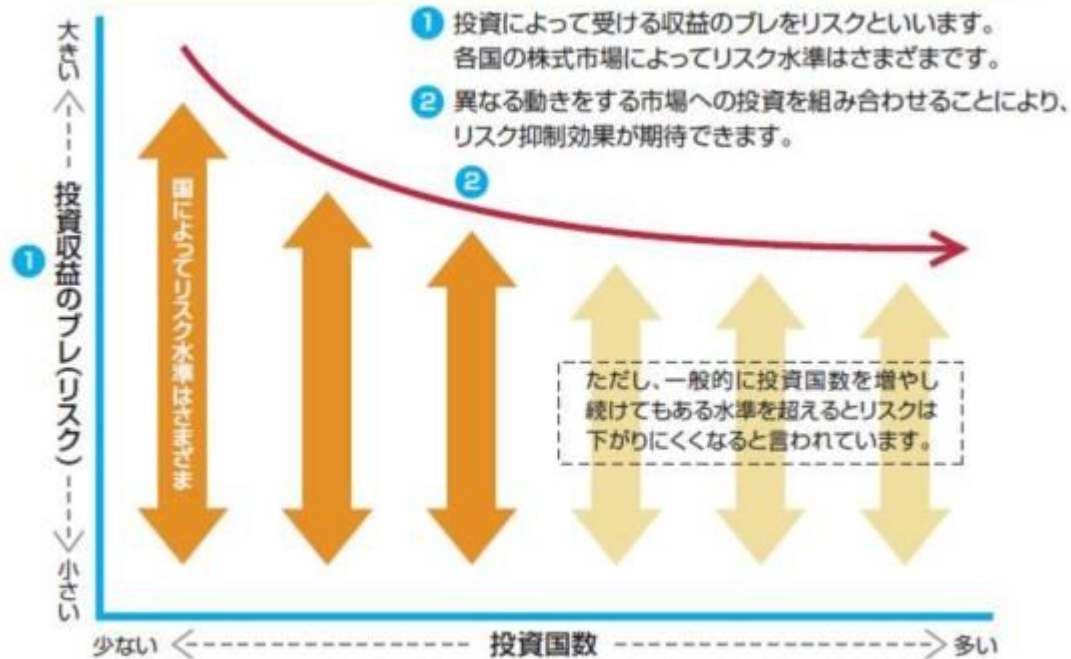 ❶ 投資によって受ける収益のブレをリスクといいます。
各国の株式市場によってリスク水準はさまざまです。
❷ 異なる動きをする市場への投資を組み合わせることにより、
リスク抑制効果が期待できます。
大きい
❶ 投資収益のブレ(リスク)
小さい
国によってリスク水準はさまざま
❷
ただし、一般的に投資国数を増やし
続けてもある水準を超えるとリスクは
下がりにくくなると言われています。
少ない 投資国数 多い